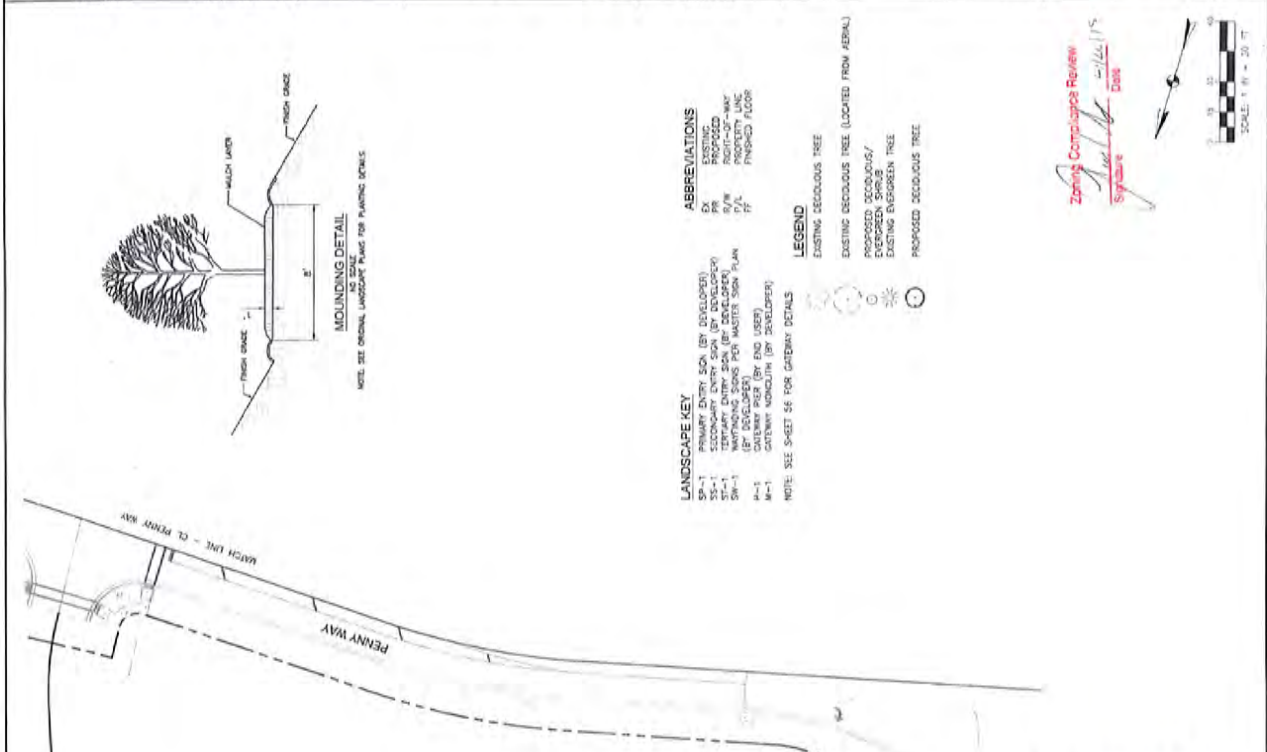 FINISH GRADE
MULCH LAYER
FINISH GRADE
8'
MOUNDING DETAIL
NO SCALE
NOTE: SEE ORIGINAL LANDSCAPE PLANS FOR PLANTING DETAILS.
LANDSCAPE KEY
SP-1 PRIMARY ENTRY SIGN (BY DEVELOPER)
SS-1 SECONDARY ENTRY SIGN (BY DEVELOPER)
ST-1 TERTIARY ENTRY SIGN (BY DEVELOPER)
SW-1 WAYFINDING SIGNS PER MASTER SIGN PLAN
(BY DEVELOPER)
P-1 GATEWAY PIER (BY END USER)
M-1 GATEWAY MONOLITH (BY DEVELOPER)
NOTE: SEE SHEET S6 FOR GATEWAY DETAILS
ABBREVIATIONS
EX EXISTING
PR PROPOSED
R/W RIGHT-OF-WAY
P/L PROPERTY LINE
FF FINISHED FLOOR
LEGEND
EXISTING DECIDUOUS TREE
EXISTING DECIDUOUS TREE (LOCATED FROM AERIAL)
PROPOSED DECIDUOUS/
EVERGREEN SHRUB
EXISTING EVERGREEN TREE
PROPOSED DECIDUOUS TREE
Zoning Compliance Review
Signature Date
SCALE: 1 IN = 20 FT
MATCH LINE - CL PENNY WAY
PENNY WAY